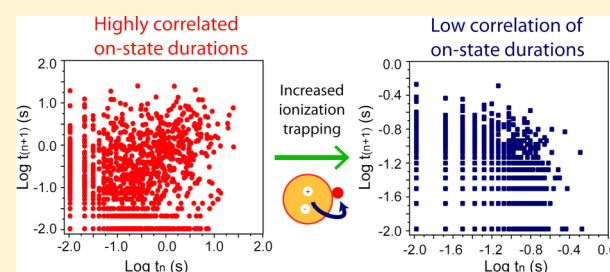 Highly correlated
on-state durations
Low correlation of
on-state durations
2.0
1.0
0.0
-1.0
-2.0
Log t(n+1) (s)
-2.0 -1.0 0.0 1.0 2.0
Log tn (s)
Increased
ionization
trapping
+
-
0.0
-0.4
-0.8
-1.2
-1.6
-2.0
Log t(n+1) (s)
-2.0 -1.6 -1.2 -0.8 -0.4
Log tn (s)